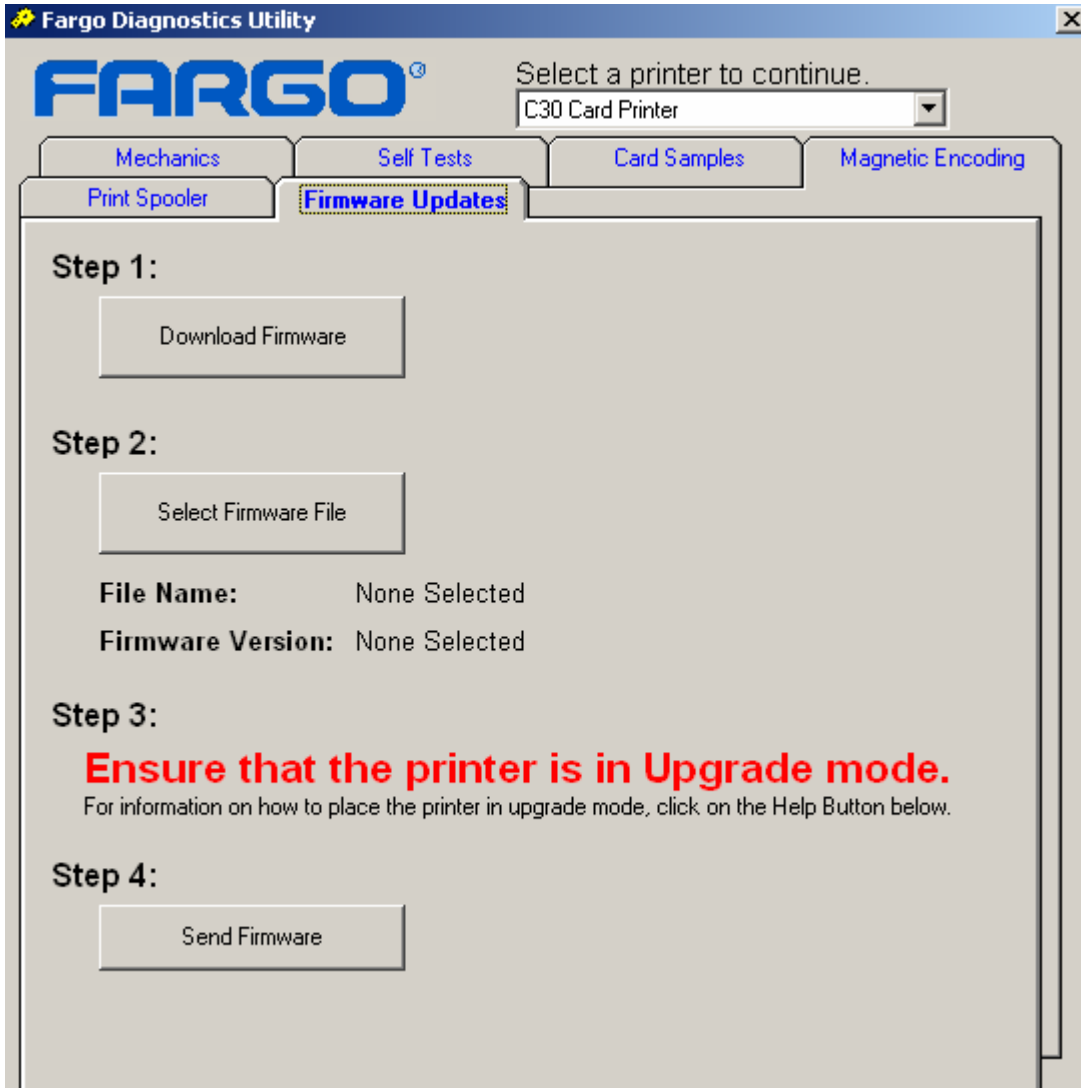 Fargo Diagnostics Utility
FARGO®
Select a printer to continue.
C30 Card Printer
Mechanics Self Tests Card Samples Magnetic Encoding
Print Spooler Firmware Updates
Step 1:
Download Firmware
Step 2:
Select Firmware File
File Name: None Selected
Firmware Version: None Selected
Step 3:
Ensure that the printer is in Upgrade mode.
For information on how to place the printer in upgrade mode, click on the Help Button below.
Step 4:
Send Firmware